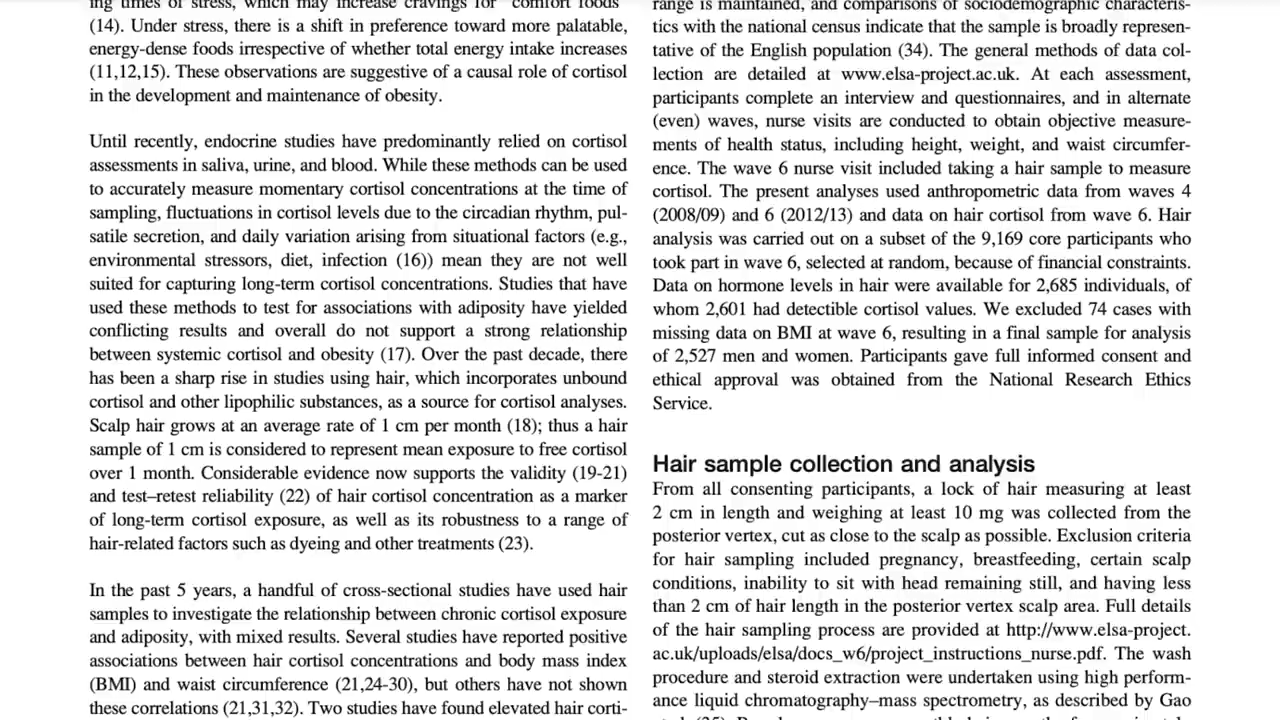 ing times of stress, which may increase cravings for "comfort foods"
(14). Under stress, there is a shift in preference toward more palatable,
energy-dense foods irrespective of whether total energy intake increases
(11,12,15). These observations are suggestive of a causal role of cortisol
in the development and maintenance of obesity.
Until recently, endocrine studies have predominantly relied on cortisol
assessments in saliva, urine, and blood. While these methods can be used
to accurately measure momentary cortisol concentrations at the time of
sampling, fluctuations in cortisol levels due to the circadian rhythm, pul-
satile secretion, and daily variation arising from situational factors (e.g.,
environmental stressors, diet, infection (16)) mean they are not well
suited for capturing long-term cortisol concentrations. Studies that have
used these methods to test for associations with adiposity have yielded
conflicting results and overall do not support a strong relationship
between systemic cortisol and obesity (17). Over the past decade, there
has been a sharp rise in studies using hair, which incorporates unbound
cortisol and other lipophilic substances, as a source for cortisol analyses.
Scalp hair grows at an average rate of 1 cm per month (18); thus a hair
sample of 1 cm is considered to represent mean exposure to free cortisol
over 1 month. Considerable evidence now supports the validity (19-21)
and test–retest reliability (22) of hair cortisol concentration as a marker
of long-term cortisol exposure, as well as its robustness to a range of
hair-related factors such as dyeing and other treatments (23).
In the past 5 years, a handful of cross-sectional studies have used hair
samples to investigate the relationship between chronic cortisol exposure
and adiposity, with mixed results. Several studies have reported positive
associations between hair cortisol concentrations and body mass index
(BMI) and waist circumference (21,24-30), but others have not shown
these correlations (21,31,32). Two studies have found elevated hair corti-
range is maintained, and comparisons of sociodemographic characteris-
tics with the national census indicate that the sample is broadly represen-
tative of the English population (34). The general methods of data col-
lection are detailed at www.elsa-project.ac.uk. At each assessment,
participants complete an interview and questionnaires, and in alternate
(even) waves, nurse visits are conducted to obtain objective measure-
ments of health status, including height, weight, and waist circumfer-
ence. The wave 6 nurse visit included taking a hair sample to measure
cortisol. The present analyses used anthropometric data from waves 4
(2008/09) and 6 (2012/13) and data on hair cortisol from wave 6. Hair
analysis was carried out on a subset of the 9,169 core participants who
took part in wave 6, selected at random, because of financial constraints.
Data on hormone levels in hair were available for 2,685 individuals, of
whom 2,601 had detectible cortisol values. We excluded 74 cases with
missing data on BMI at wave 6, resulting in a final sample for analysis
of 2,527 men and women. Participants gave full informed consent and
ethical approval was obtained from the National Research Ethics
Service.
Hair sample collection and analysis
From all consenting participants, a lock of hair measuring at least
2 cm in length and weighing at least 10 mg was collected from the
posterior vertex, cut as close to the scalp as possible. Exclusion criteria
for hair sampling included pregnancy, breastfeeding, certain scalp
conditions, inability to sit with head remaining still, and having less
than 2 cm of hair length in the posterior vertex scalp area. Full details
of the hair sampling process are provided at http://www.elsa-project.
ac.uk/uploads/elsa/docs_w6/project_instructions_nurse.pdf. The wash
procedure and steroid extraction were undertaken using high perform-
ance liquid chromatography–mass spectrometry, as described by Gao